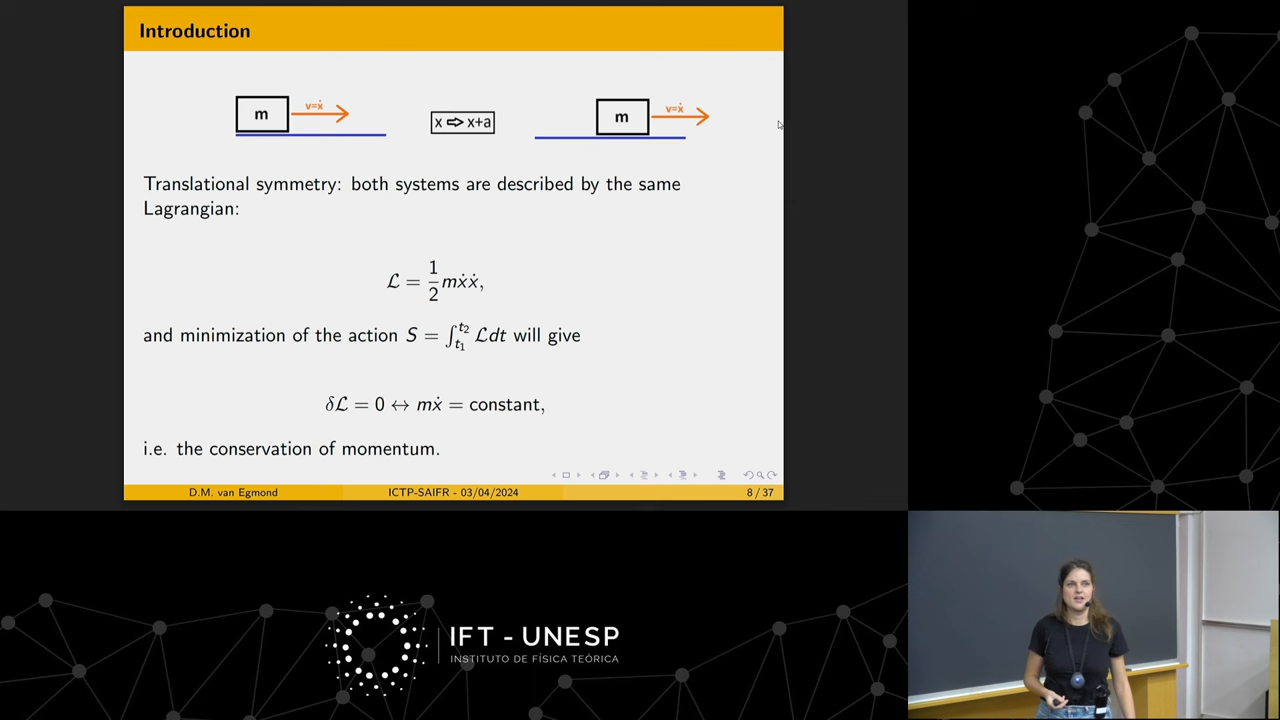 Introduction
m v=ẋ x ⇨ x+a m v=ẋ
Translational symmetry: both systems are described by the same
Lagrangian:
ℒ = 1/2 mẋẋ,
and minimization of the action S = ∫_{t₁}^{t₂} ℒdt will give
δℒ = 0 ↔ mẋ = constant,
i.e. the conservation of momentum.
D.M. van Egmond ICTP-SAIFR - 03/04/2024 8 / 37
IFT - UNESP
INSTITUTO DE FÍSICA TEÓRICA